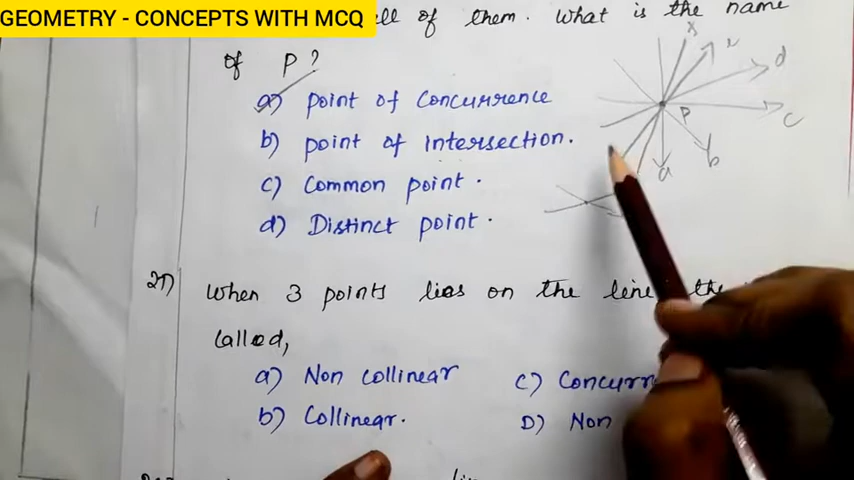 GEOMETRY - CONCEPTS WITH MCQ
of them. What is the name
of P?
a) point of Concurrence
b) point of intersection.
c) Common point.
d) Distinct point.
x
d
P
c
a
b
27) When 3 points lies on the line
Called,
a) Non Collinear
c)
b) Collinear.
D) Non